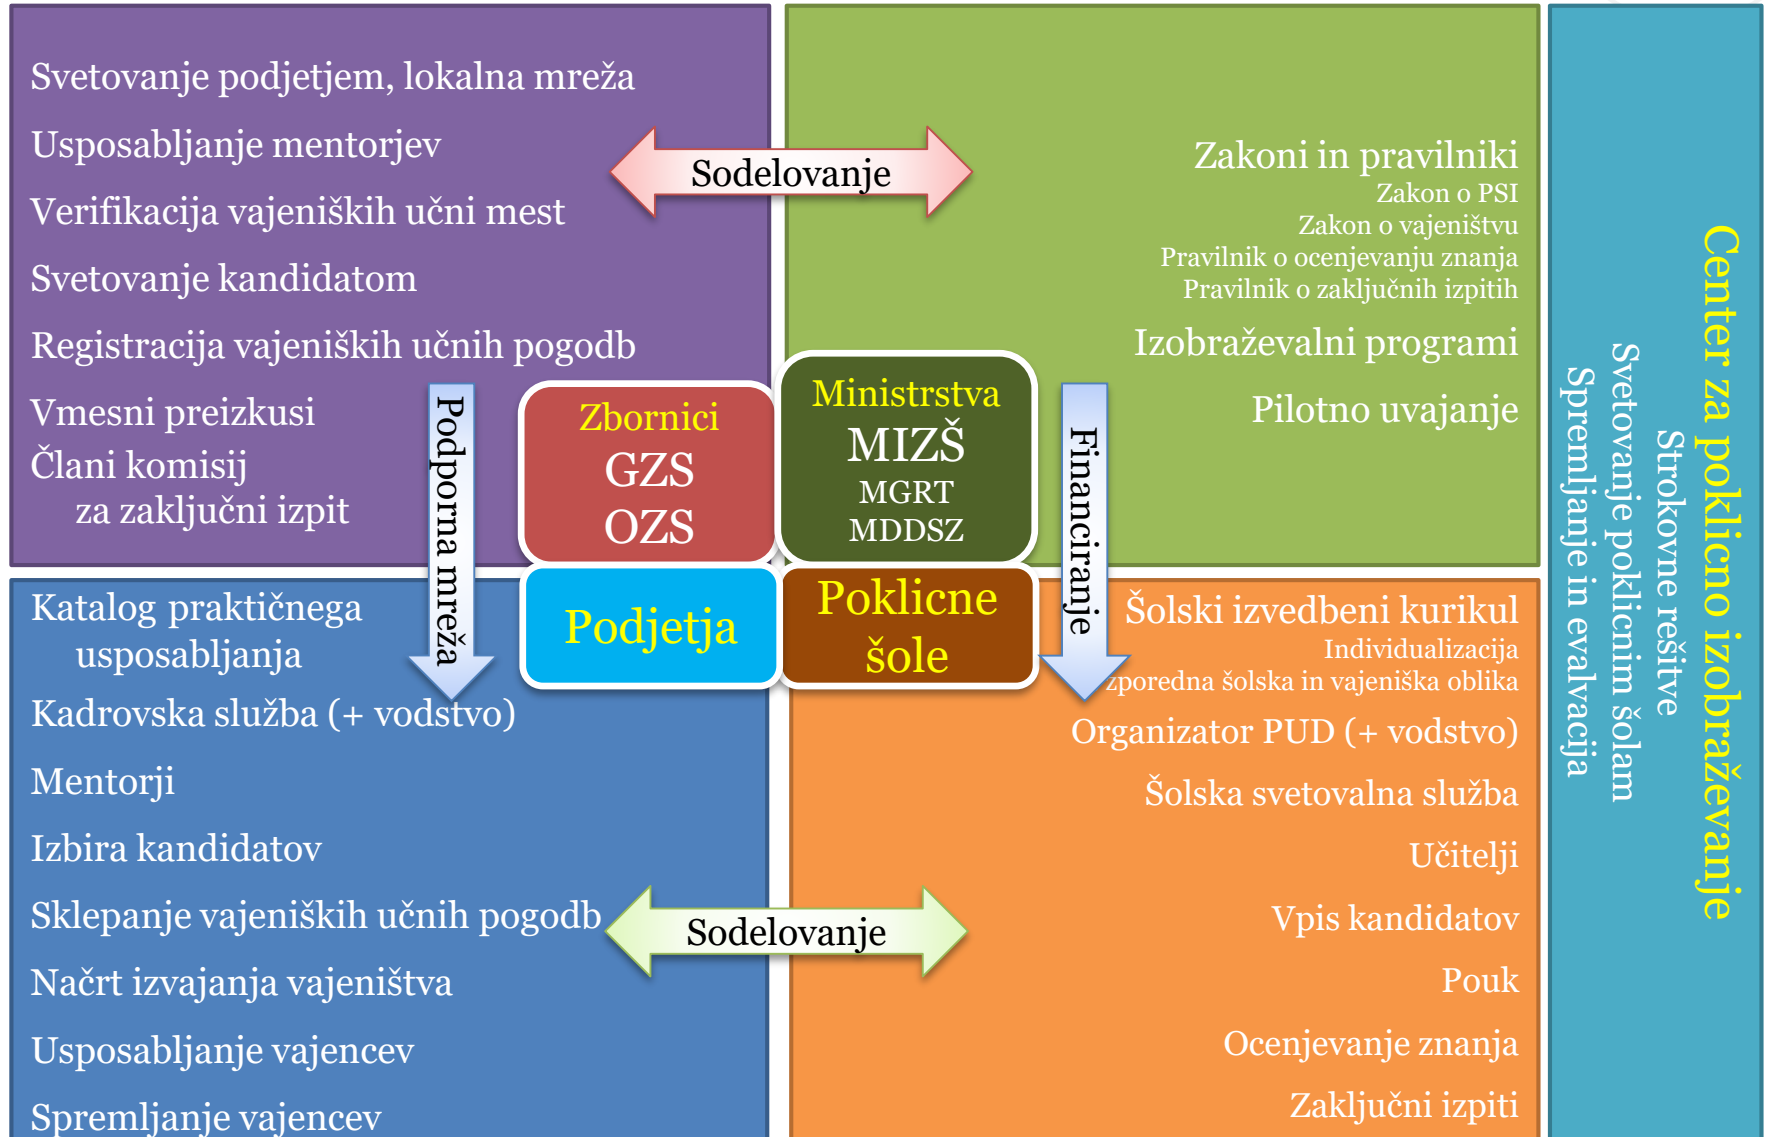 Svetovanje podjetjem, lokalna mreža
Usposabljanje mentorjev
Verifikacija vajeniških učni mest
Svetovanje kandidatom
Registracija vajeniških učnih pogodb
Vmesni preizkusi
Člani komisij
za zaključni izpit
Sodelovanje
Zakoni in pravilniki
Zakon o PSI
Zakon o vajeništvu
Pravilnik o ocenjevanju znanja
Pravilnik o zaključnih izpitih
Izobraževalni programi
Pilotno uvajanje
Podporna mreža
Zbornici
GZS
OZS
Ministrstva
MIZŠ
MGRT
MDDSZ
Financiranje
Podjetja
Poklicne
šole
Katalog praktičnega
usposabljanja
Kadrovska služba (+ vodstvo)
Mentorji
Izbira kandidatov
Sklepanje vajeniških učnih pogodb
Načrt izvajanja vajeništva
Usposabljanje vajencev
Spremljanje vajencev
Sodelovanje
Šolski izvedbeni kurikul
Individualizacija
zporedna šolska in vajeniška oblika
Organizator PUD (+ vodstvo)
Šolska svetovalna služba
Učitelji
Vpis kandidatov
Pouk
Ocenjevanje znanja
Zaključni izpiti
Center za poklicno izobraževanje
Strokovne rešitve
Svetovanje poklicnim šolam
Spremljanje in evalvacija